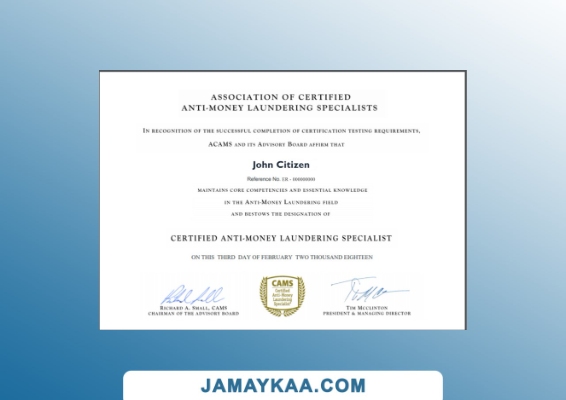 ASSOCIATION OF CERTIFIED
ANTI-MONEY LAUNDERING SPECIALISTS
IN RECOGNITION OF THE SUCCESSFUL COMPLETION OF CERTIFICATION TESTING REQUIREMENTS,
ACAMS AND ITS ADVISORY BOARD AFFIRM THAT
John Citizen
Reference No.
MAINTAINS CORE COMPETENCIES AND ESSENTIAL KNOWLEDGE
IN THE ANTI-MONEY LAUNDERING FIELD
AND BESTOWS THE DESIGNATION OF
CERTIFIED ANTI-MONEY LAUNDERING SPECIALIST
ON THIS THIRD DAY OF FEBRUARY TWO THOUSAND EIGHTEEN
CAMS
Certified
Anti-Money
Laundering
Specialist
RICHARD A. SMALL, CAMS
CHAIRMAN OF THE ADVISORY BOARD
TIM MCCLINTON
PRESIDENT & MANAGING DIRECTOR
JAMAYKAA.COM